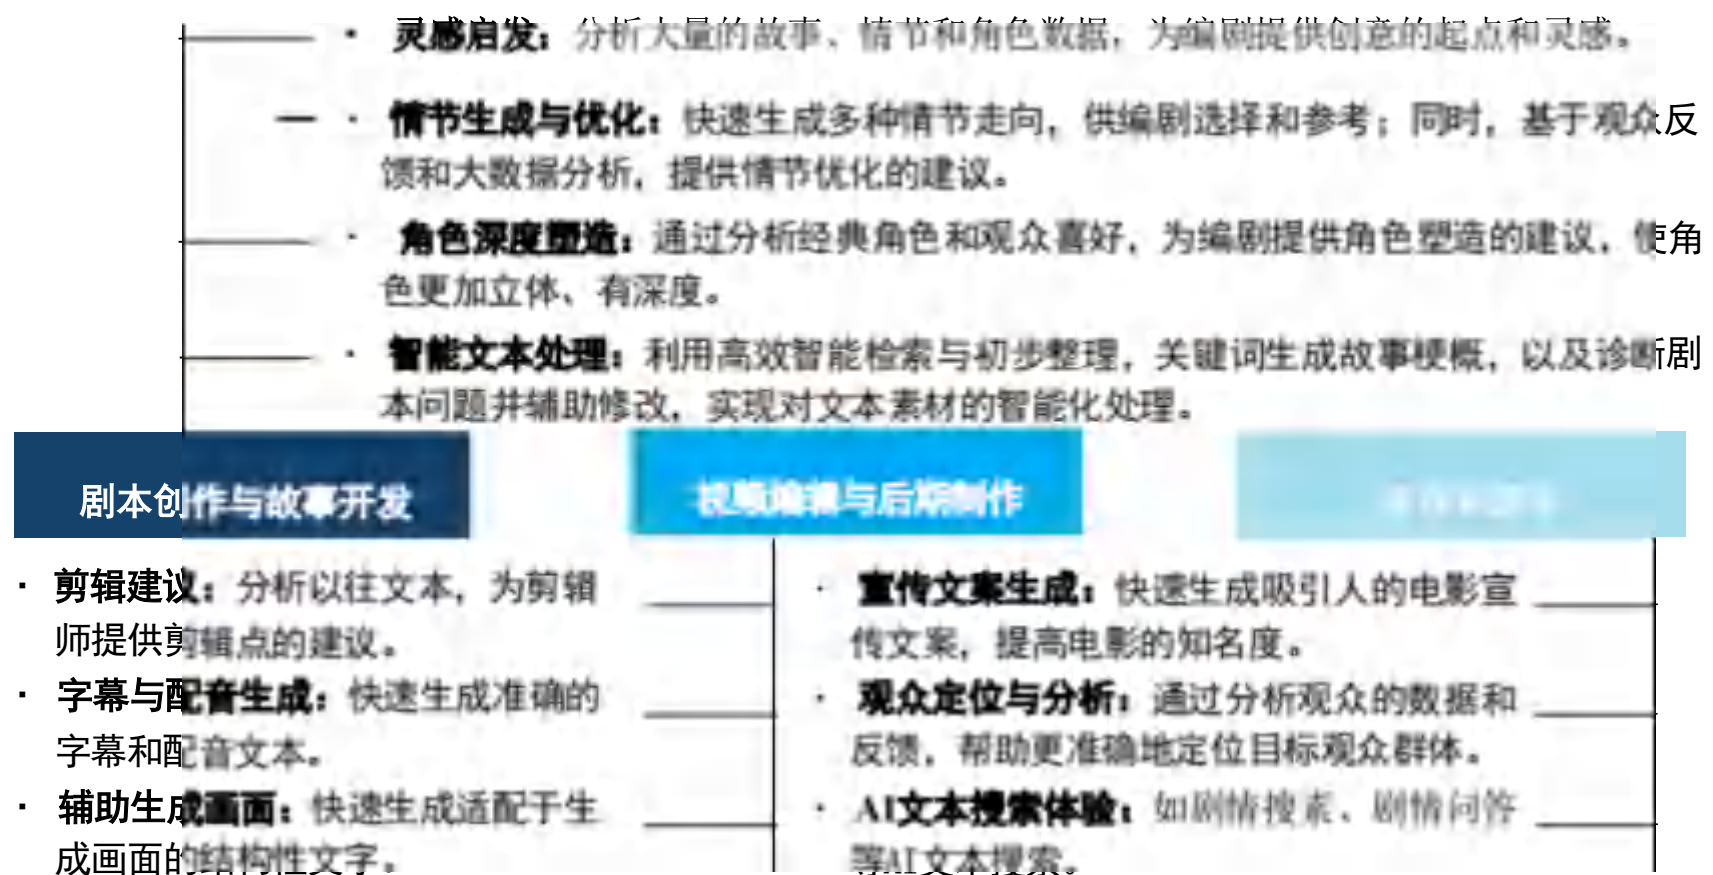 · 灵感启发：分析大量的故事、情节和角色数据，为编剧提供创意的起点和灵感。
· 情节生成与优化：快速生成多种情节走向，供编剧选择和参考；同时，基于观众反
馈和大数据分析，提供情节优化的建议。
· 角色深度塑造：通过分析经典角色和观众喜好，为编剧提供角色塑造的建议，使角
色更加立体、有深度。
· 智能文本处理：利用高效智能检索与初步整理，关键词生成故事梗概，以及诊断剧
本问题并辅助修改，实现对文本素材的智能化处理。
剧本创作与故事开发
视频编辑与后期制作
· 剪辑建议：分析以往文本，为剪辑
师提供剪辑点的建议。
· 字幕与配音生成：快速生成准确的
字幕和配音文本。
· 辅助生成画面：快速生成适配于生
成画面的结构性文字。
· 宣传文案生成：快速生成吸引人的电影宣
传文案，提高电影的知名度。
· 观众定位与分析：通过分析观众的数据和
反馈，帮助更准确地定位目标观众群体。
· AI文本搜索体验：如剧情搜索、剧情问答
等AI文本搜索。